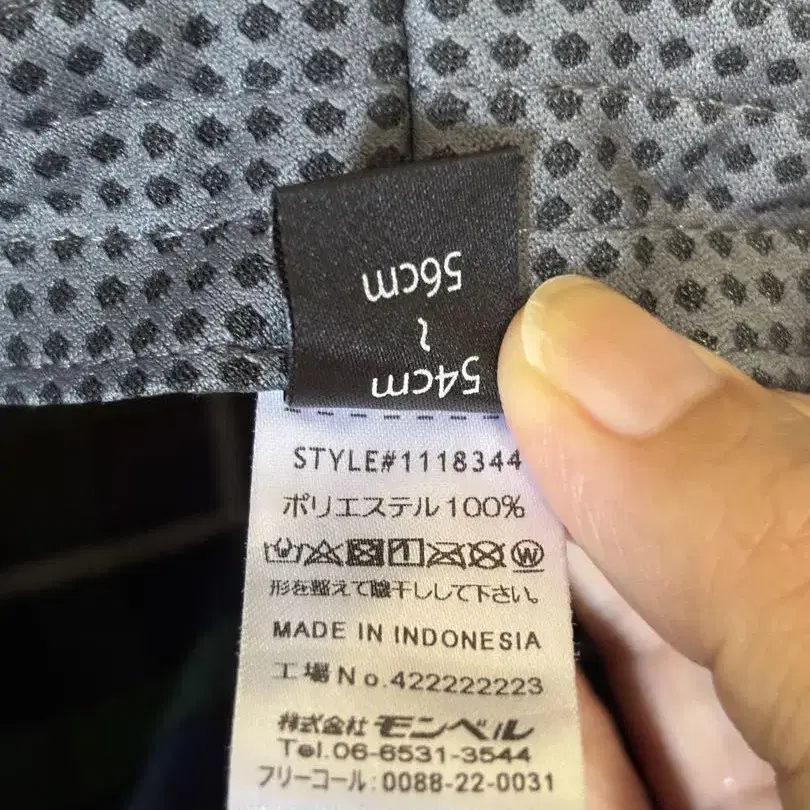 54cm
~
56cm
STYLE#1118344
ポリエステル100%
W
形を整えて陰干しして下さい。
MADE IN INDONESIA
工場No.422222223
株式会社モンベル
Tel.06-6531-3544
フリーコール:0088-22-0031